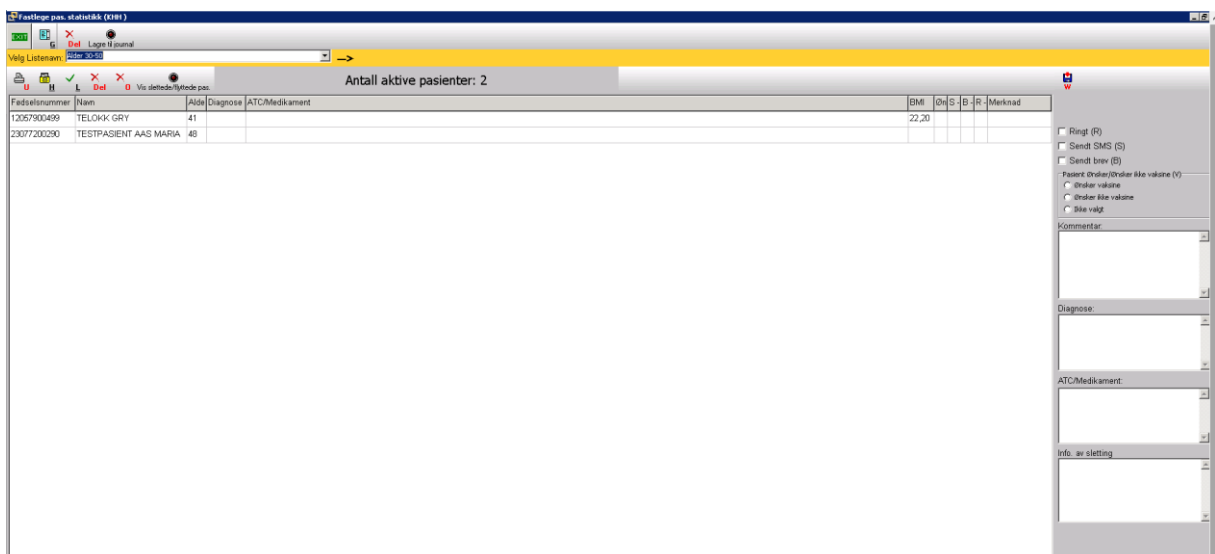 Fastlege pas. statistikk (KHH)
EXIT G Del Lagre til journal
Velg Listenavn: Alder 30-50 -->
U H L Del O Vis slettede/flyttede pas. Antall aktive pasienter: 2 W
Fødselsnummer Navn Alde Diagnose ATC/Medikament BMI Øn S - B - R - Merknad
12057900499 TELOKK GRY 41 22,20
23077200290 TESTPASIENT AAS MARIA 48
Ringt (R)
Sendt SMS (S)
Sendt brev (B)
Pasient Ønsker/Ønsker ikke vaksine (V)
Ønsker vaksine
Ønsker ikke vaksine
Ikke valgt
Kommentar:
Diagnose:
ATC/Medikament:
Info. av sletting